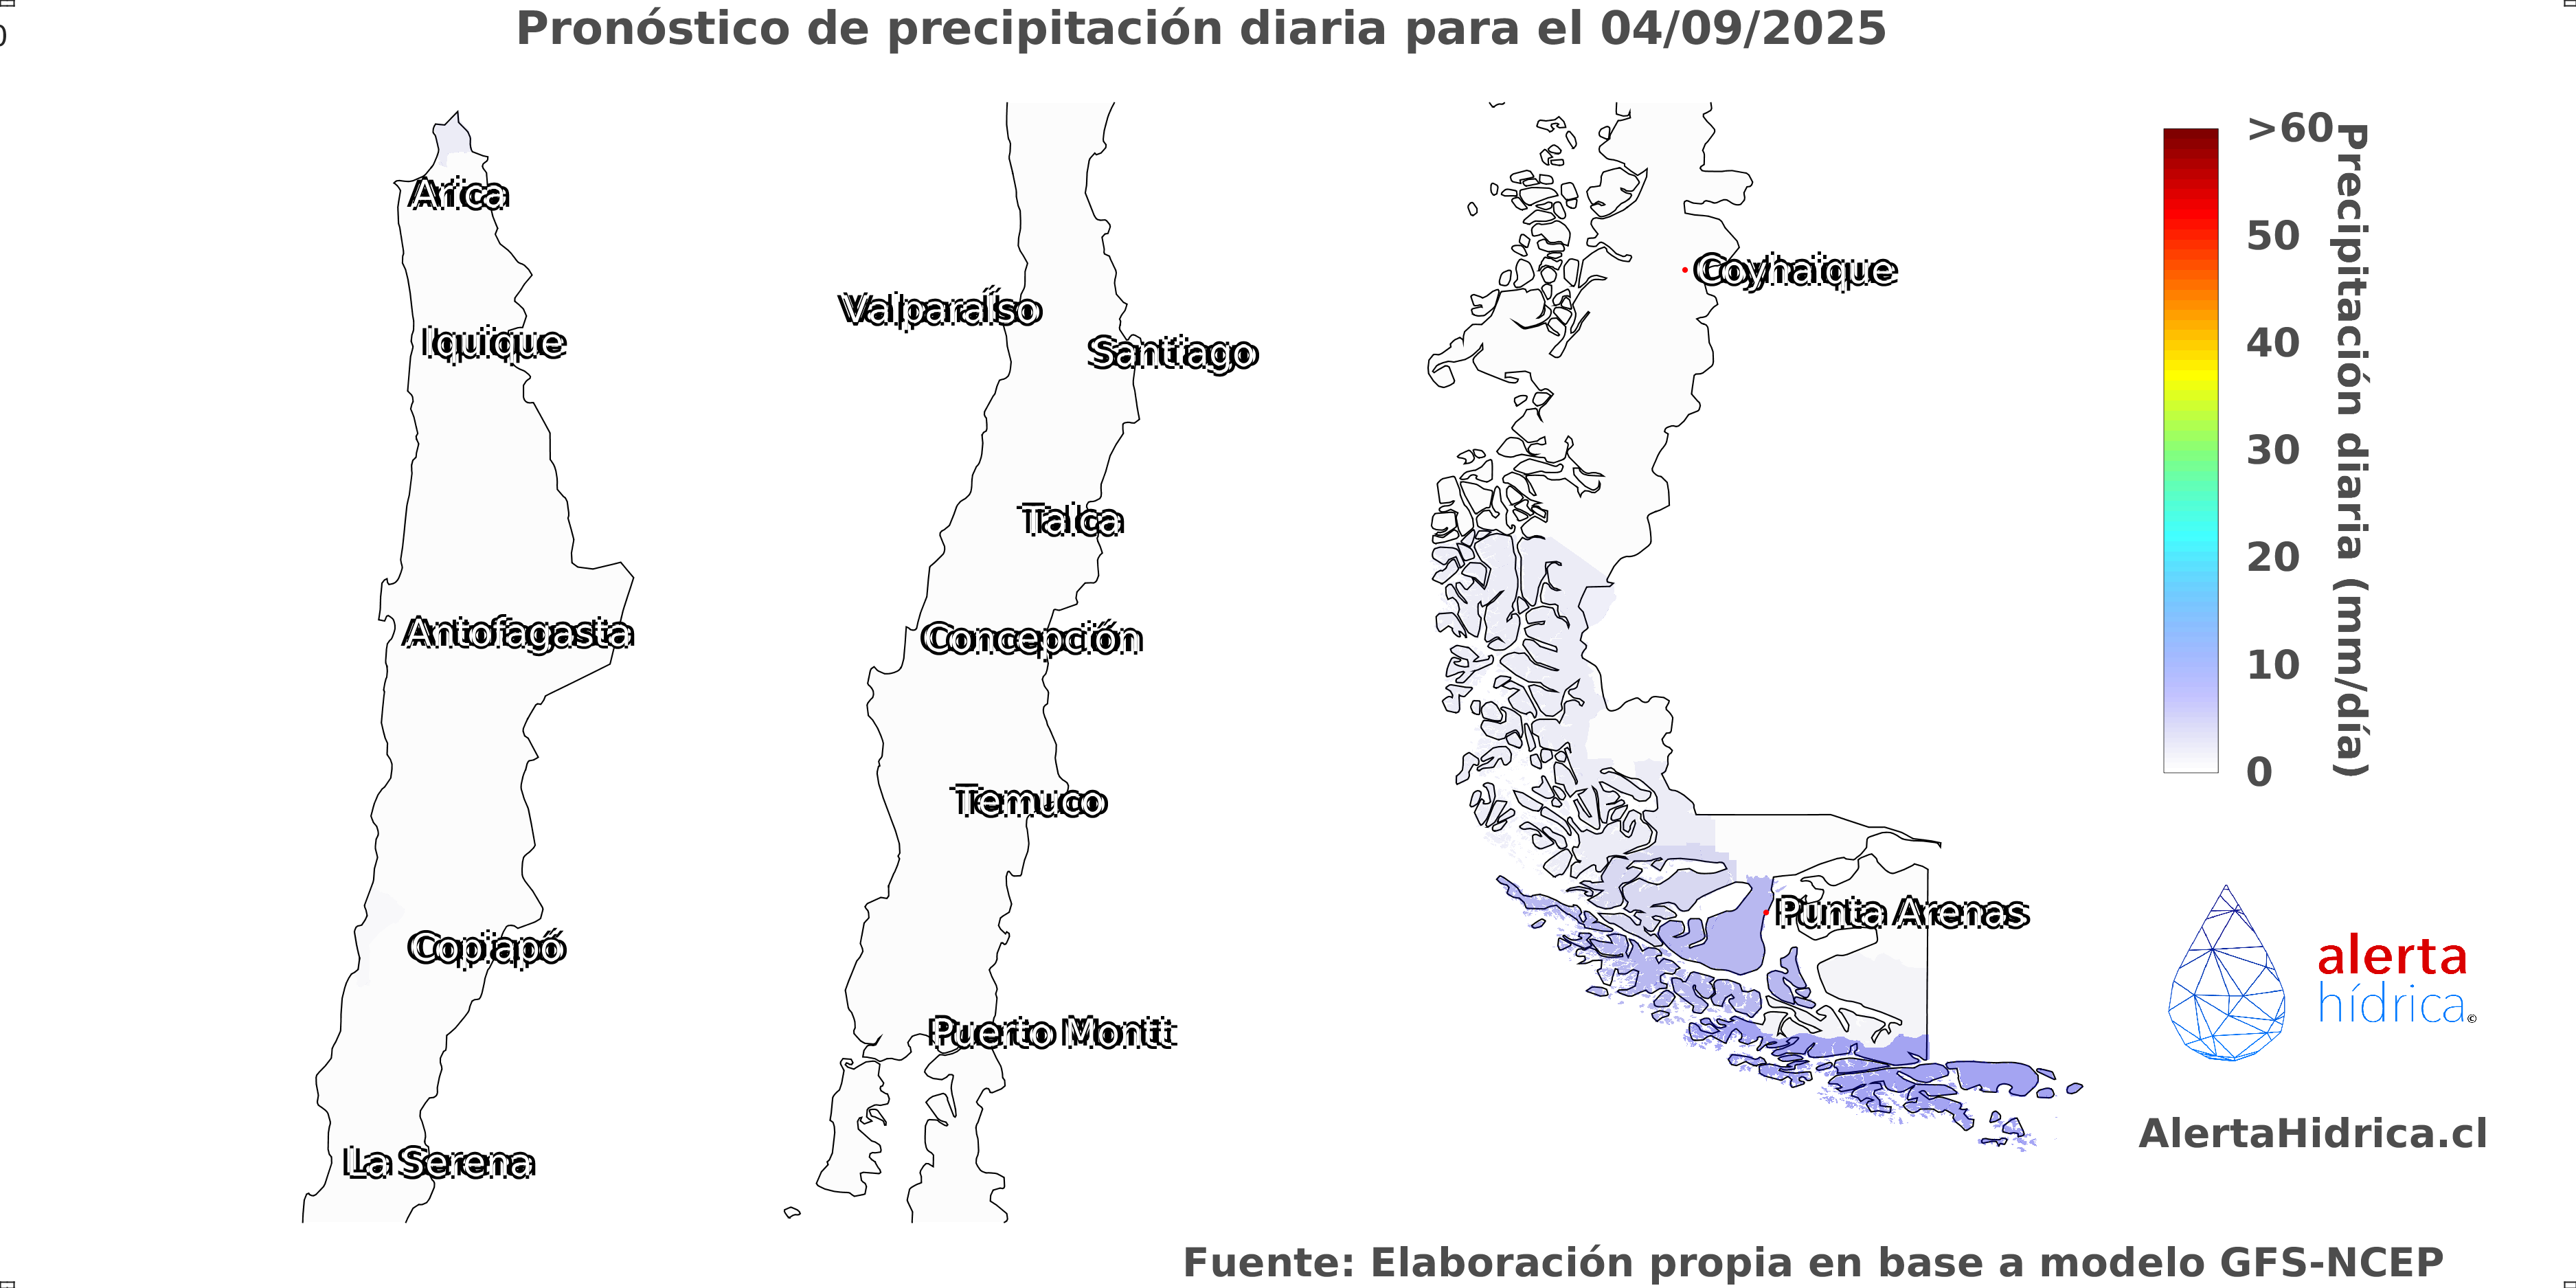 Pronóstico de precipitación diaria para el 04/09/2025
0
Arica
Iquique
Antofagasta
Copiapó
La Serena
Valparaíso
Santiago
Talca
Concepción
Temuco
Puerto Montt
Coyhaique
Punta Arenas
>60
50
40
30
20
10
0
Precipitación diaria (mm/día)
alerta
hídrica©
AlertaHidrica.cl
Fuente: Elaboración propia en base a modelo GFS-NCEP